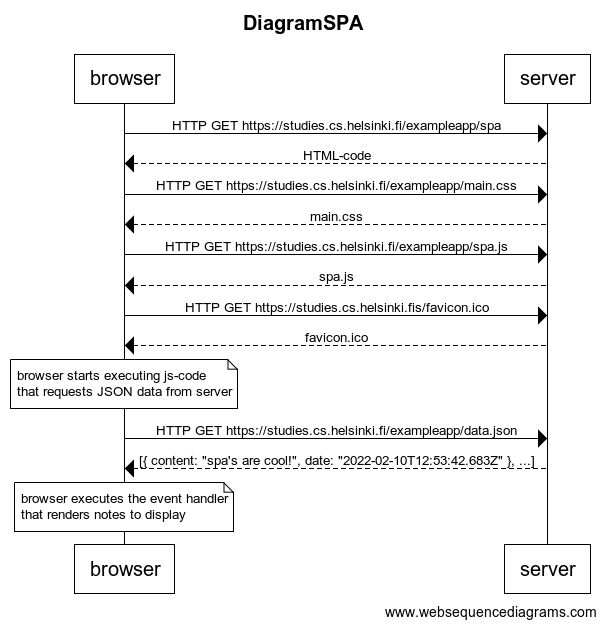 DiagramSPA
browser server
HTTP GET https://studies.cs.helsinki.fi/exampleapp/spa
HTML-code
HTTP GET https://studies.cs.helsinki.fi/exampleapp/main.css
main.css
HTTP GET https://studies.cs.helsinki.fi/exampleapp/spa.js
spa.js
HTTP GET https://studies.cs.helsinki.fis/favicon.ico
favicon.ico
browser starts executing js-code
that requests JSON data from server
HTTP GET https://studies.cs.helsinki.fi/exampleapp/data.json
[{ content: "spa's are cool!", date: "2022-02-10T12:53:42.683Z" }, ...]
browser executes the event handler
that renders notes to display
browser server
www.websequencediagrams.com